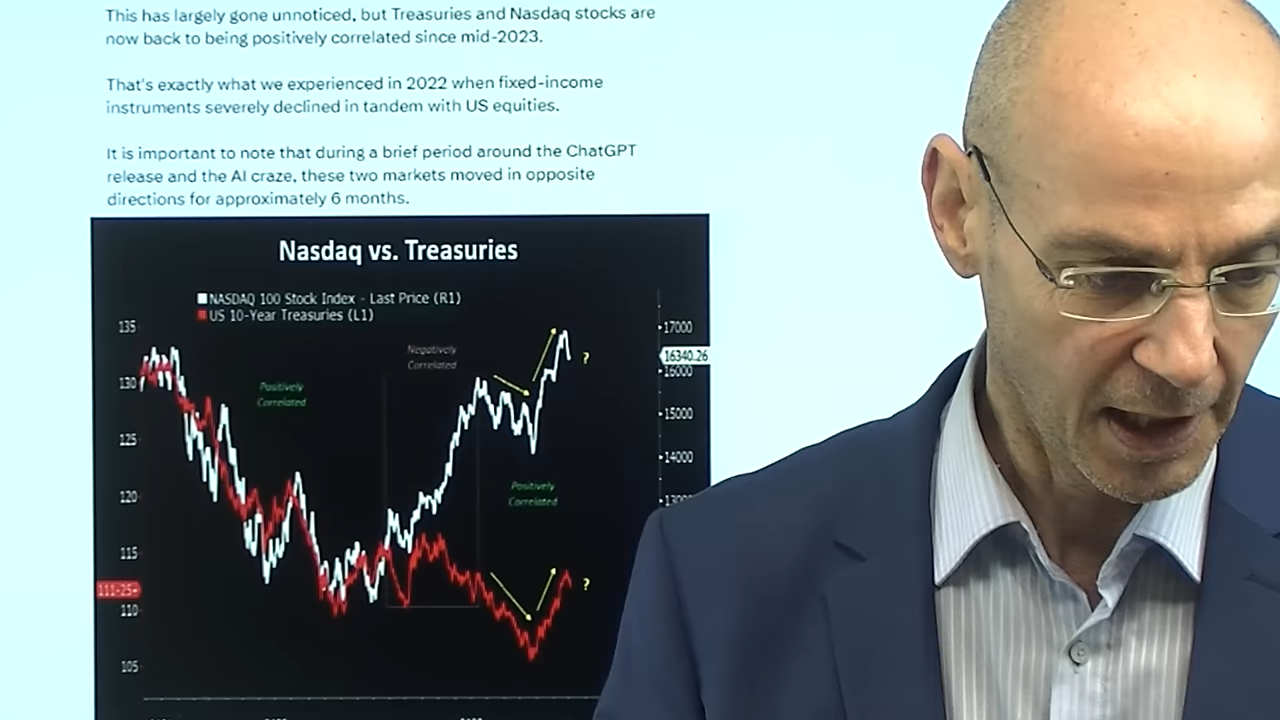 This has largely gone unnoticed, but Treasuries and Nasdaq stocks are
now back to being positively correlated since mid-2023.
That's exactly what we experienced in 2022 when fixed-income
instruments severely declined in tandem with US equities.
It is important to note that during a brief period around the ChatGPT
release and the AI craze, these two markets moved in opposite
directions for approximately 6 months.
Nasdaq vs. Treasuries
NASDAQ 100 Stock Index - Last Price (R1)
US 10-Year Treasuries (L1)
135
17000
Negatively
Correlated
16340.26
?
16000
130
Positively
Correlated
15000
125
14000
120
Positively
Correlated
115
?
111-25+
110
105